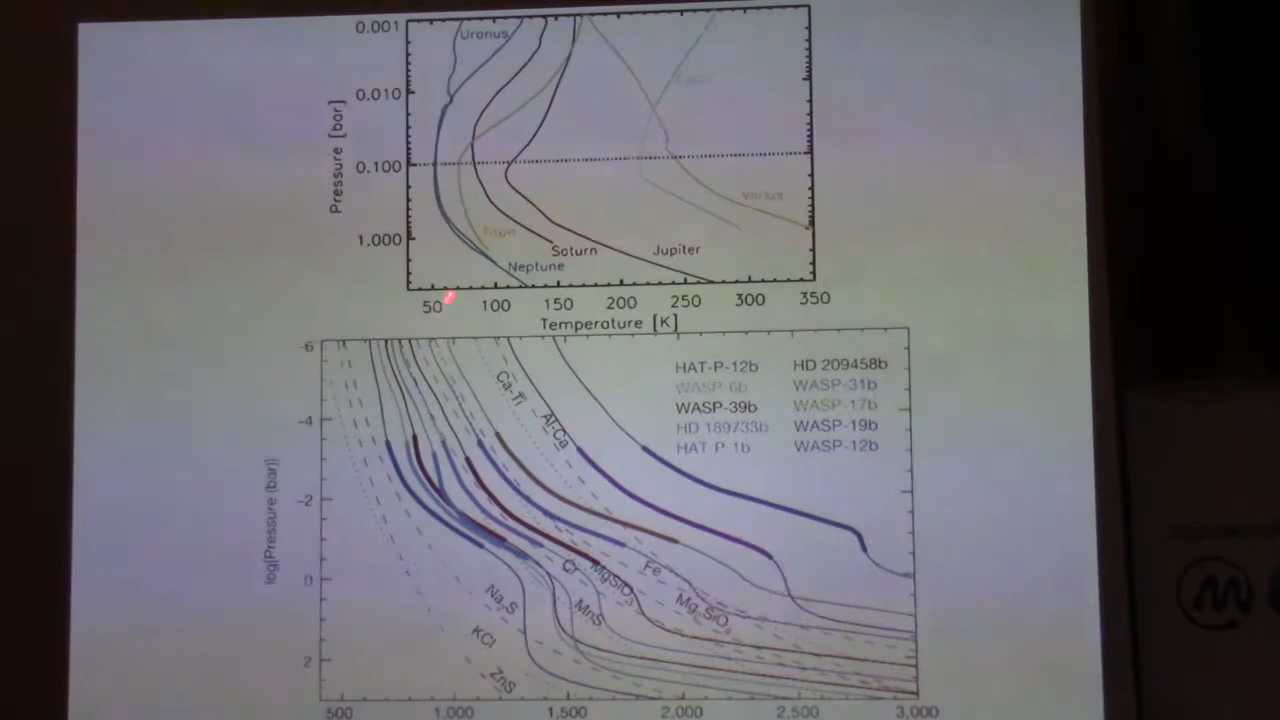 0.001
Uranus
0.010
Pressure [bar]
0.100
Venus
1.000
Titan
Saturn
Jupiter
Neptune
50 100 150 200 250 300 350
Temperature [K]
-6
HAT-P-12b HD 209458b
WASP-6b WASP-31b
WASP-39b WASP-17b
HD 189733b WASP-19b
HAT-P-1b WASP-12b
Ca-Ti
Al-Ca
-4
log[Pressure (bar)]
-2
0
Cr
MgSiO3
Fe
Na2S
MnS
Mg2SiO4
KCl
2
ZnS
500 1,000 1,500 2,000 2,500 3,000